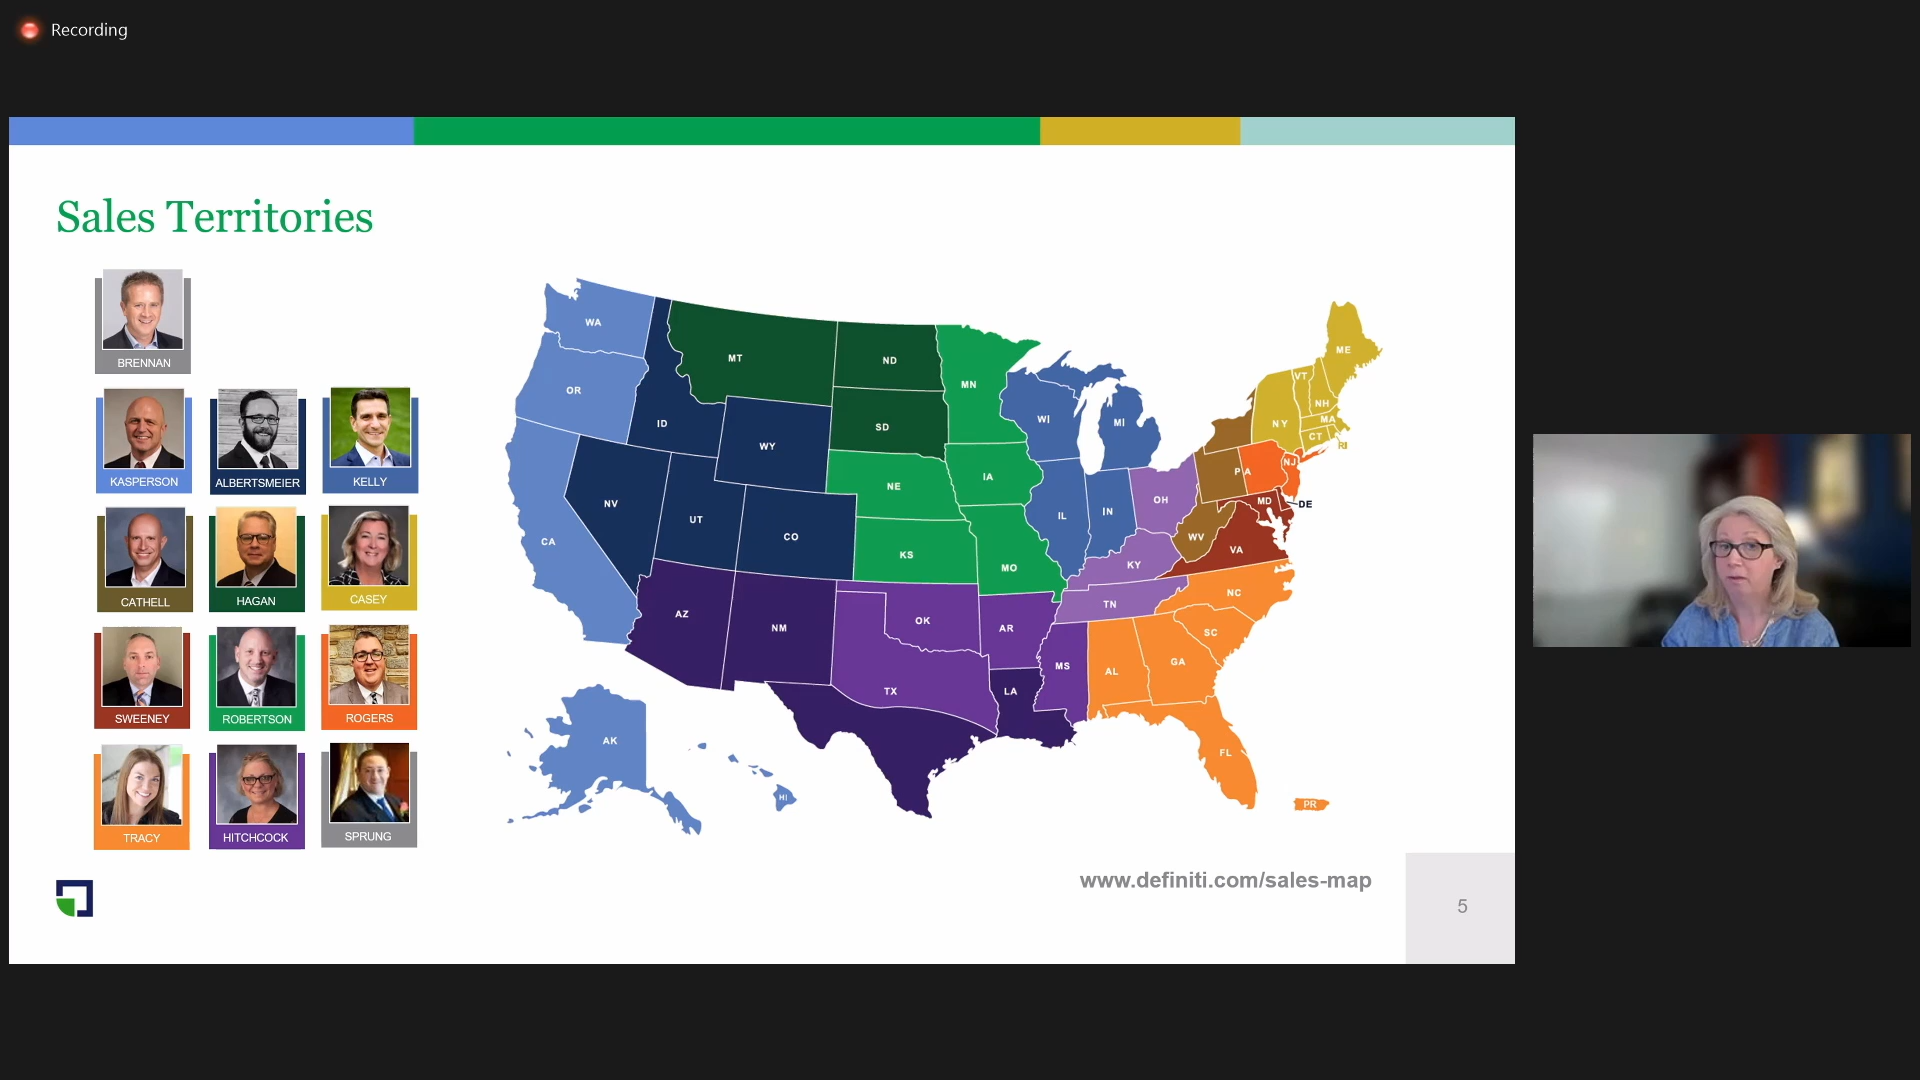 Recording
Sales Territories
BRENNAN
KASPERSON
ALBERTSMEIER
KELLY
CATHELL
HAGAN
CASEY
SWEENEY
ROBERTSON
ROGERS
TRACY
HITCHCOCK
SPRUNG
WA
MT
ND
MN
ME
OR
ID
WY
SD
WI
MI
VT
NH
NY
MA
CT
RI
NV
UT
CO
NE
IA
IL
IN
OH
PA
NJ
MD
DE
CA
KS
MO
KY
WV
VA
AZ
NM
OK
AR
TN
NC
SC
TX
LA
MS
AL
GA
FL
AK
HI
PR
www.definiti.com/sales-map
5